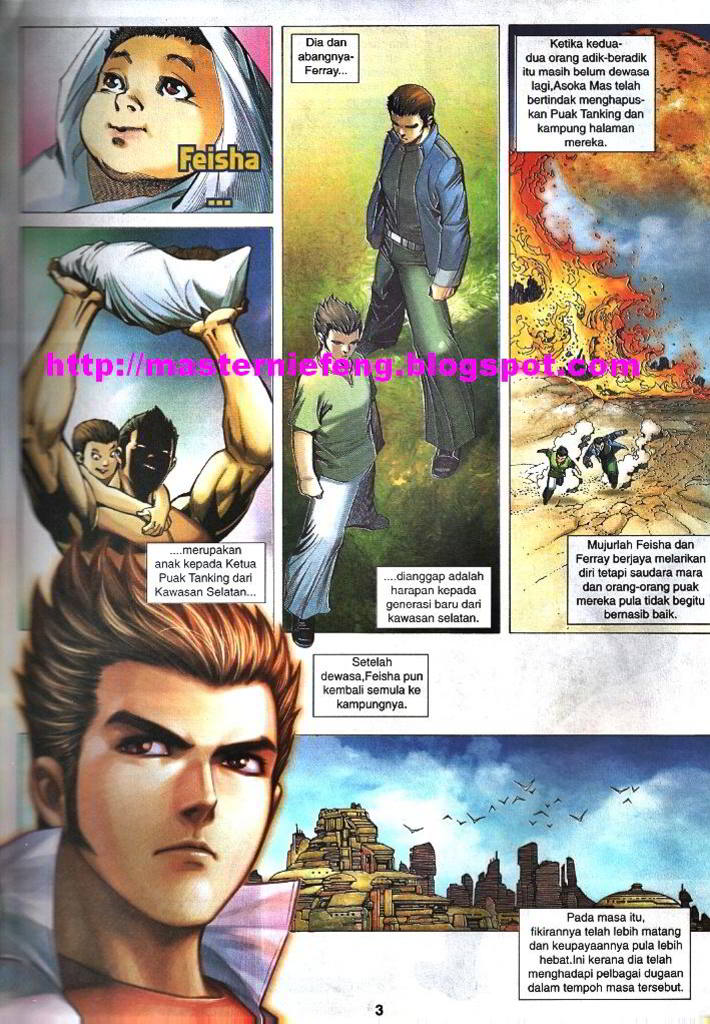 Feisha
...
....merupakan
anak kepada Ketua
Puak Tanking dari
Kawasan Selatan...
Dia dan
abangnya-
Ferray...
....dianggap adalah
harapan kepada
generasi baru dari
kawasan selatan.
Ketika kedua-
dua orang adik-beradik
itu masih belum dewasa
lagi,Asoka Mas telah
bertindak menghapus-
kan Puak Tanking dan
kampung halaman
mereka.
http://masterniefeng.blogspot.com
Mujurlah Feisha dan
Ferray berjaya melarikan
diri tetapi saudara mara
dan orang-orang puak
mereka pula tidak begitu
bernasib baik.
Setelah
dewasa,Feisha pun
kembali semula ke
kampungnya.
Pada masa itu,
fikirannya telah lebih matang
dan keupayaannya pula lebih
hebat.Ini kerana dia telah
menghadapi pelbagai dugaan
dalam tempoh masa tersebut.
3